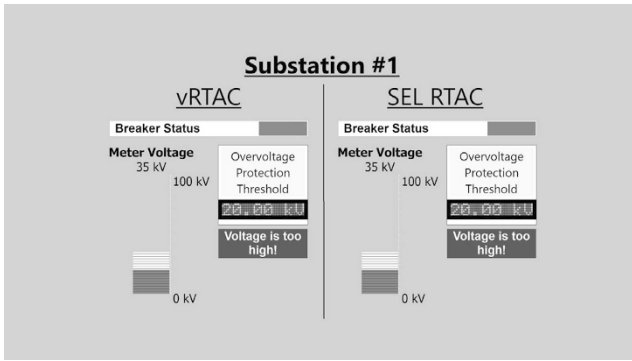 Substation #1
vRTAC
Breaker Status
Meter Voltage
35 kV
100 kV
0 kV
Overvoltage
Protection
Threshold
20.00 kV
Voltage is too
high!
SEL RTAC
Breaker Status
Meter Voltage
35 kV
100 kV
0 kV
Overvoltage
Protection
Threshold
20.00 kV
Voltage is too
high!